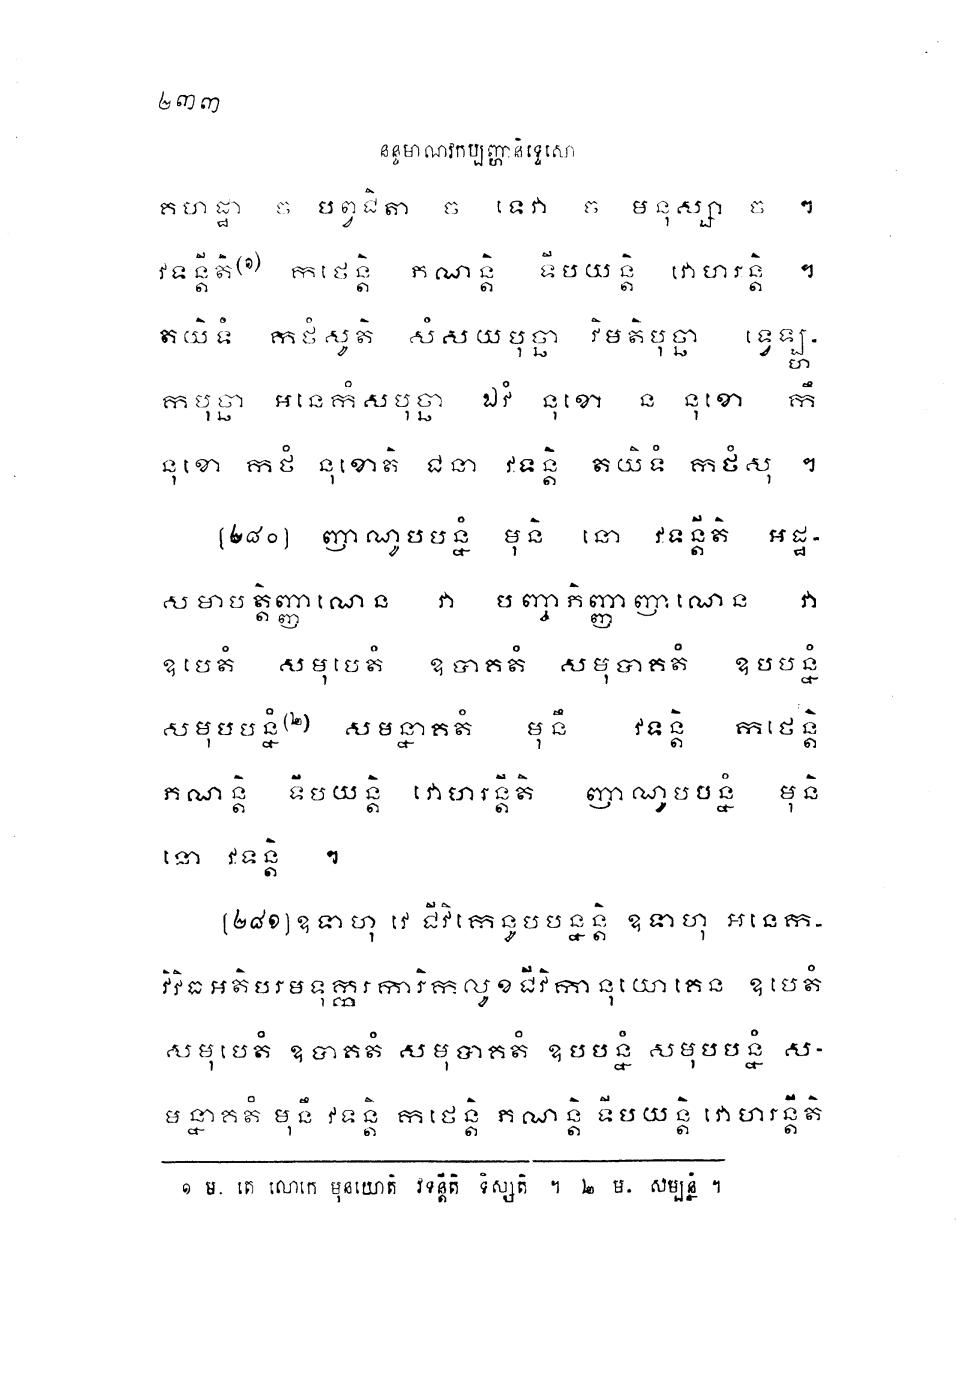 ២៣៣
នន្ទមាណវកប្បញ្ហានិទ្ទេសោ
គហដ្ឋា ច បព្វជិតា ច ទេវា ច មនុស្សា ច ។
វទន្តីតិ(១) កថេន្តិ ភណន្តិ ទីបយន្តិ វោហរន្តិ ។
តយិទំ កថំសូតិ សំសយបុច្ឆា វិមតិបុច្ឆា ទ្វេឡ្ហ-
កបុច្ឆា អនេកំសបុច្ឆា ឯវំ នុខោ ន នុខោ កឹ
នុខោ កថំ នុខោតិ ជនា វទន្តិ តយិទំ កថំសុ ។
(២៨០) ញាណូបបន្នំ មុនិ នោ វទន្តីតិ អដ្ឋ-
សមាបត្តិញ្ញាណេន វា បញ្ចាភិញ្ញាញាណេន វា
ឧបេតំ សមុបេតំ ឧបាគតំ សមុបាគតំ ឧបបន្នំ
សមុបបន្នំ(២) សមន្នាគតំ មុនឹ វទន្តិ កថេន្តិ
ភណន្តិ ទីបយន្តិ វោហរន្តីតិ ញាណូបបន្នំ មុនិ
នោ វទន្តិ ។
(២៨១) ឧទាហុ វេ ជីវិកេនូបបន្នន្តិ ឧទាហុ អនេក-
វិវិធអតិបរមទុក្ករការិកលូខជីវិកានុយោគេន ឧបេតំ
សមុបេតំ ឧបាគតំ សមុបាគតំ ឧបបន្នំ សមុបបន្នំ ស-
មន្នាគតំ មុនឹ វទន្តិ កថេន្តិ ភណន្តិ ទីបយន្តិ វោហរន្តីតិ
១ ម. តេ លោកេ មុនយោតិ វទន្តីតិ ទិស្សតិ ។ ២ ម. សម្បន្នំ ។